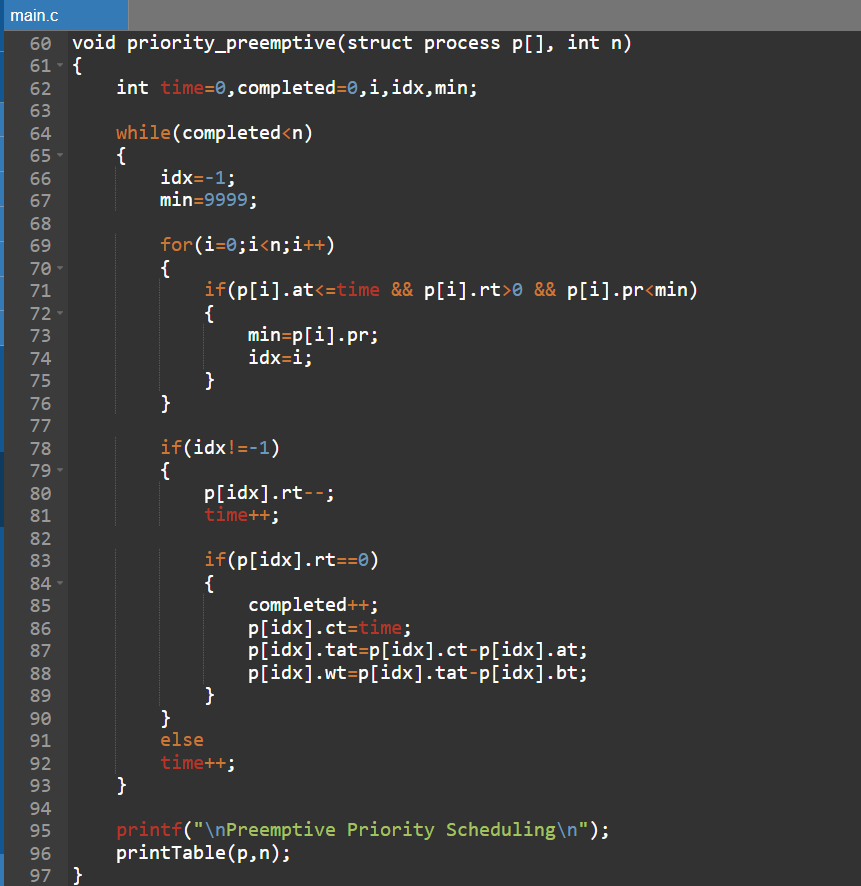 main.c
60 void priority_preemptive(struct process p[], int n)
61 {
62     int time=0,completed=0,i,idx,min;
63
64     while(completed<n)
65     {
66         idx=-1;
67         min=9999;
68
69         for(i=0;i<n;i++)
70         {
71             if(p[i].at<=time && p[i].rt>0 && p[i].pr<min)
72             {
73                 min=p[i].pr;
74                 idx=i;
75             }
76         }
77
78         if(idx!=-1)
79         {
80             p[idx].rt--;
81             time++;
82
83             if(p[idx].rt==0)
84             {
85                 completed++;
86                 p[idx].ct=time;
87                 p[idx].tat=p[idx].ct-p[idx].at;
88                 p[idx].wt=p[idx].tat-p[idx].bt;
89             }
90         }
91         else
92         time++;
93     }
94
95     printf("\nPreemptive Priority Scheduling\n");
96     printTable(p,n);
97 }